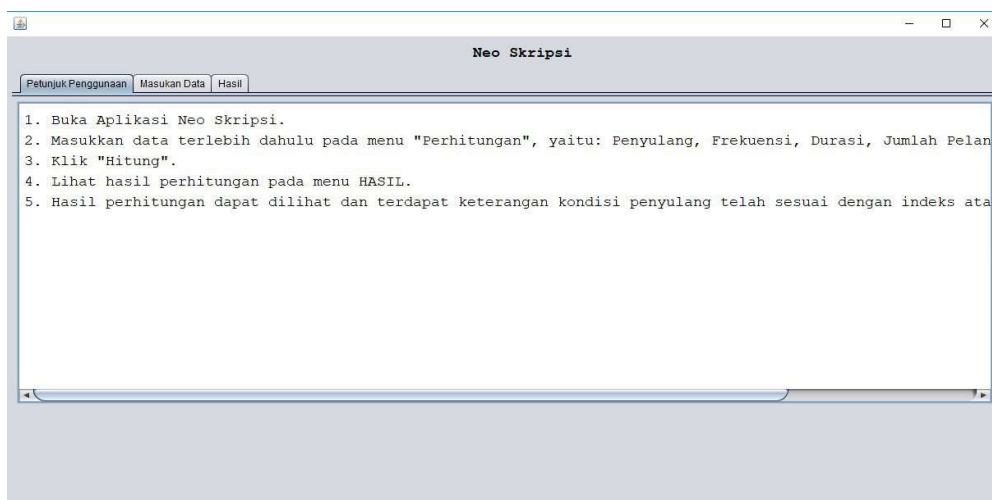 Neo Skripsi
Petunjuk Penggunaan Masukan Data Hasil
1. Buka Aplikasi Neo Skripsi.
2. Masukkan data terlebih dahulu pada menu "Perhitungan", yaitu: Penyulang, Frekuensi, Durasi, Jumlah Pelan
3. Klik "Hitung".
4. Lihat hasil perhitungan pada menu HASIL.
5. Hasil perhitungan dapat dilihat dan terdapat keterangan kondisi penyulang telah sesuai dengan indeks ata